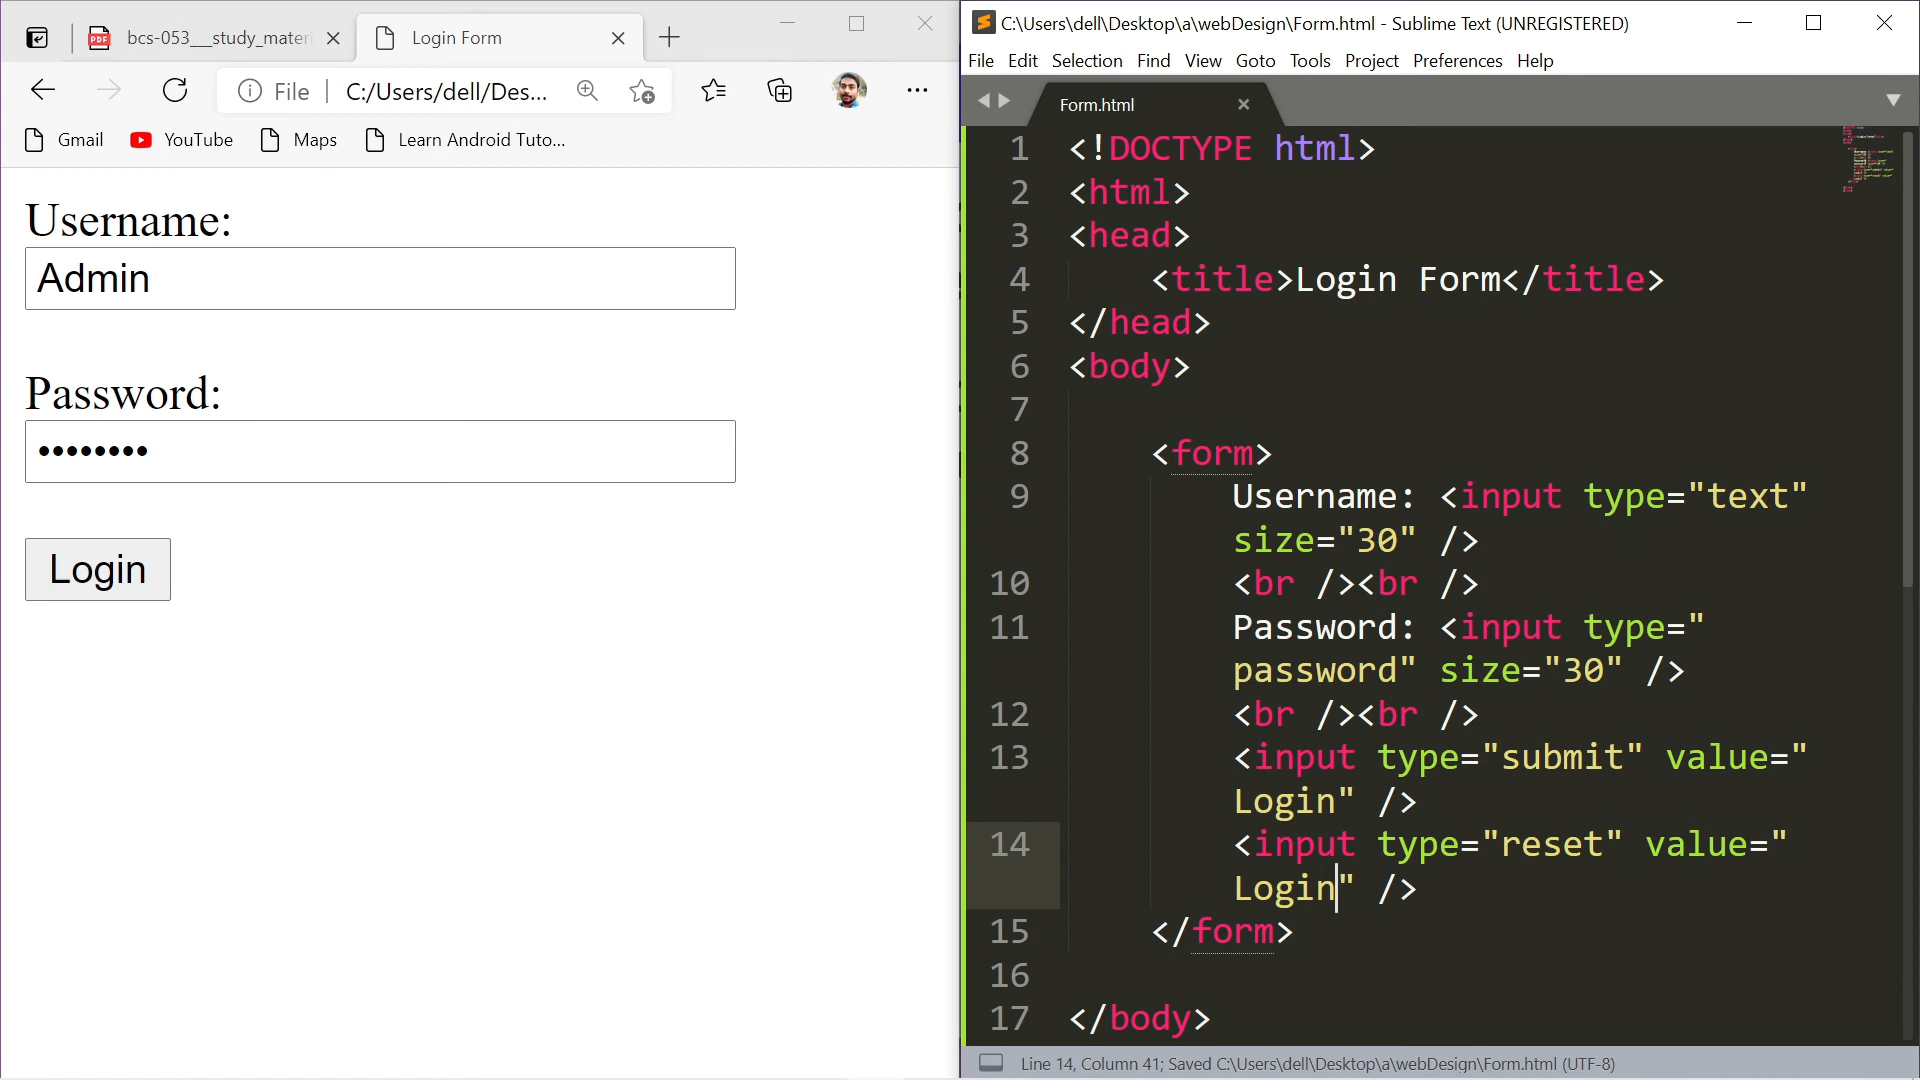 bcs-053___study_materi
Login Form
File
C:/Users/dell/Des...
Gmail
YouTube
Maps
Learn Android Tuto...
Username:
Admin
Password:
••••••••
Login
C:\Users\dell\Desktop\a\webDesign\Form.html - Sublime Text (UNREGISTERED)
File Edit Selection Find View Goto Tools Project Preferences Help
Form.html
1 <!DOCTYPE html>
2 <html>
3 <head>
4 <title>Login Form</title>
5 </head>
6 <body>
7
8 <form>
9 Username: <input type="text"
size="30" />
10 <br /><br />
11 Password: <input type="
password" size="30" />
12 <br /><br />
13 <input type="submit" value="
Login" />
14 <input type="reset" value="
Login" />
15 </form>
16
17 </body>
Line 14, Column 41; Saved C:\Users\dell\Desktop\a\webDesign\Form.html (UTF-8)